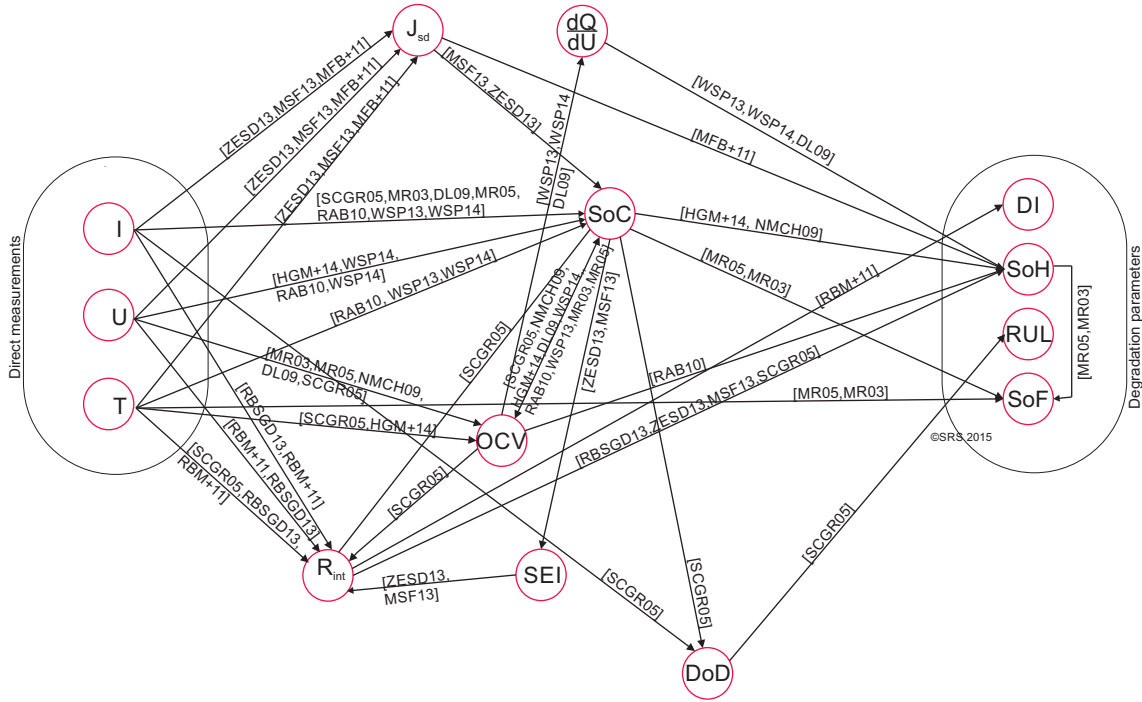 J sd
dQ
dU
[ZESD13,MSF13,MFB+11]
[ZESD13,MSF13,MFB+11]
[ZESD13,MSF13,MFB+11]
[MSF13,ZESD13]
[WSP13,WSP14
DL09]
[WSP13,WSP14,DL09]
[MFB+11]
Direct measurements
I
U
T
[SCGR05,MR03,DL09,MR05,
RAB10,WSP13,WSP14]
SoC
[HGM+14, NMCH09]
DI
SoH
RUL
SoF
©SRS 2015
Degradation parameters
[MR05,MR03]
[HGM+14,WSP14,
RAB10,WSP14]
[RAB10, WSP13,WSP14]
[MR05,MR03]
[RBM+11]
[SCGR05]
[SCGR05,NMCH09,
HGM+14,DL09,WSP14,
RAB10,WSP13,MR03,MR05]
[ZESD13,MSF13]
[MR03,MR05,NMCH09,
DL09,SCGR05]
[RAB10]
[MR05,MR03]
[SCGR05,HGM+14]
OCV
[RBSGD13,ZESD13,MSF13,SCGR05]
[RBSGD13,RBM+11]
[RBM+11,RBSGD13]
[SCGR05,RBSGD13,
RBM+11]
[SCGR05]
R int
[ZESD13,
MSF13]
SEI
[SCGR05]
[SCGR05]
[SCGR05]
DoD